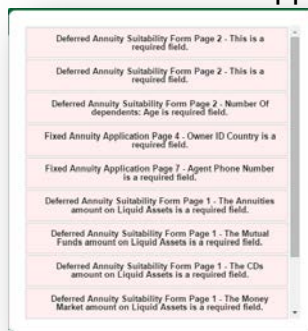 Deferred Annuity Suitability Form Page 2 - This is a
required field.
Deferred Annuity Suitability Form Page 2 - This is a
required field.
Deferred Annuity Suitability Form Page 2 - Number Of
dependents: Age is required field.
Fixed Annuity Application Page 4 - Owner ID Country is a
required field.
Fixed Annuity Application Page 7 - Agent Phone Number
is a required field.
Deferred Annuity Suitability Form Page 1 - The Annuities
amount on Liquid Assets is a required field.
Deferred Annuity Suitability Form Page 1 - The Mutual
Funds amount on Liquid Assets is a required field.
Deferred Annuity Suitability Form Page 1 - The CDs
amount on Liquid Assets is a required field.
Deferred Annuity Suitability Form Page 1 - The Money
Market amount on Liquid Assets is a required field.